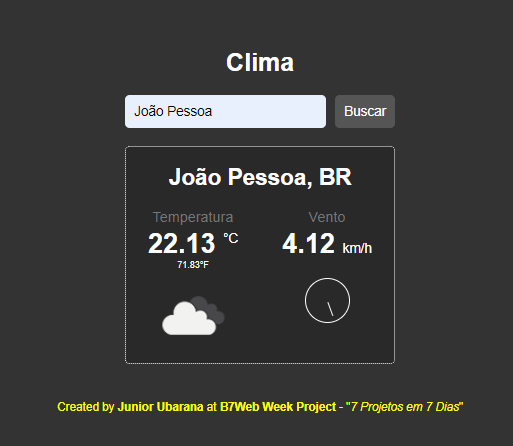 Clima
João Pessoa
Buscar
João Pessoa, BR
Temperatura
22.13 °C
71.83°F
Vento
4.12 km/h
Created by Junior Ubarana at B7Web Week Project - "7 Projetos em 7 Dias"